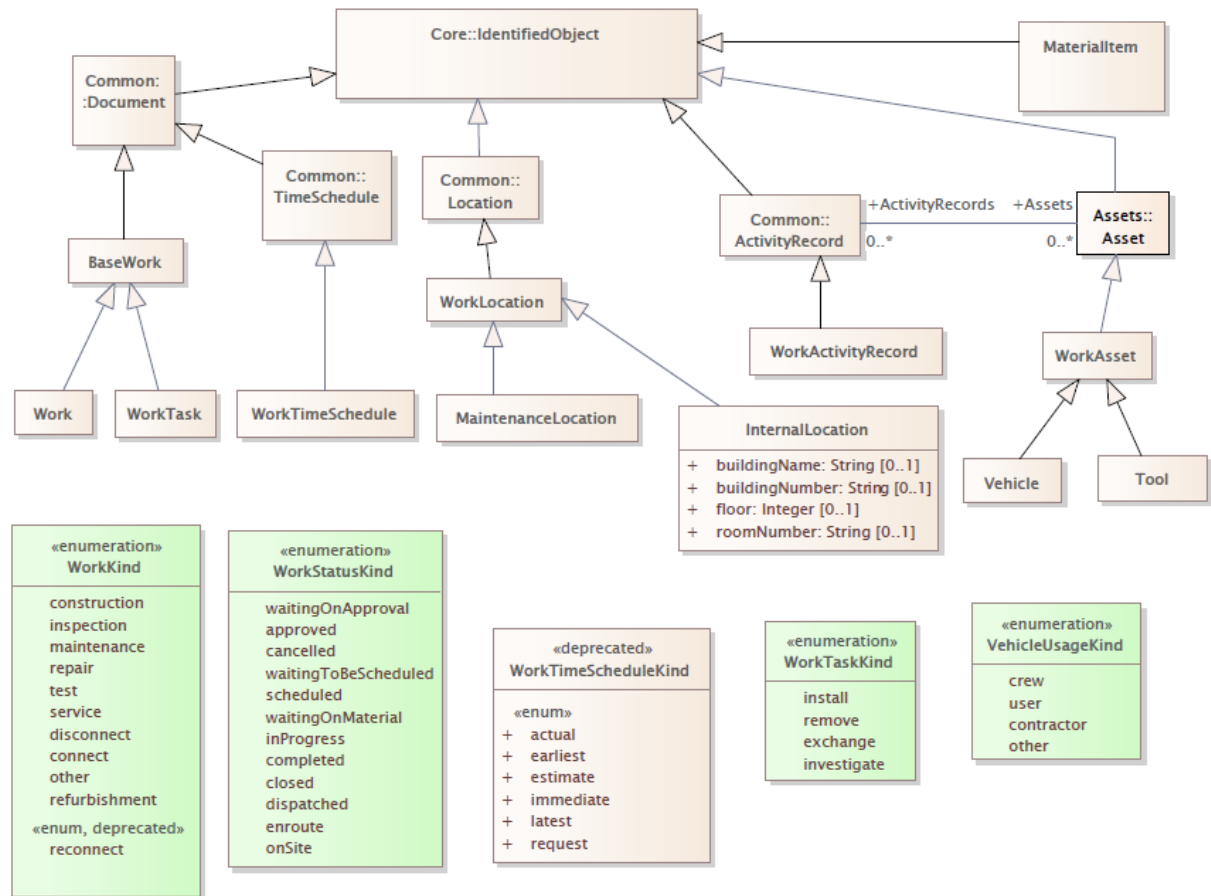 Core::IdentifiedObject
MaterialItem
Common:
:Document
Common::
TimeSchedule
Common::
Location
Common::
ActivityRecord
+ActivityRecords
+Assets
0..*
0..*
Assets::
Asset
BaseWork
WorkLocation
WorkActivityRecord
WorkAsset
Work
WorkTask
WorkTimeSchedule
MaintenanceLocation
InternalLocation
+ buildingName: String [0..1]
+ buildingNumber: String [0..1]
+ floor: Integer [0..1]
+ roomNumber: String [0..1]
Vehicle
Tool
«enumeration»
WorkKind
construction
inspection
maintenance
repair
test
service
disconnect
connect
other
refurbishment
«enum, deprecated»
reconnect
«enumeration»
WorkStatusKind
waitingOnApproval
approved
cancelled
waitingToBeScheduled
scheduled
waitingOnMaterial
inProgress
completed
closed
dispatched
enroute
onSite
«deprecated»
WorkTimeScheduleKind
«enum»
+ actual
+ earliest
+ estimate
+ immediate
+ latest
+ request
«enumeration»
WorkTaskKind
install
remove
exchange
investigate
«enumeration»
VehicleUsageKind
crew
user
contractor
other